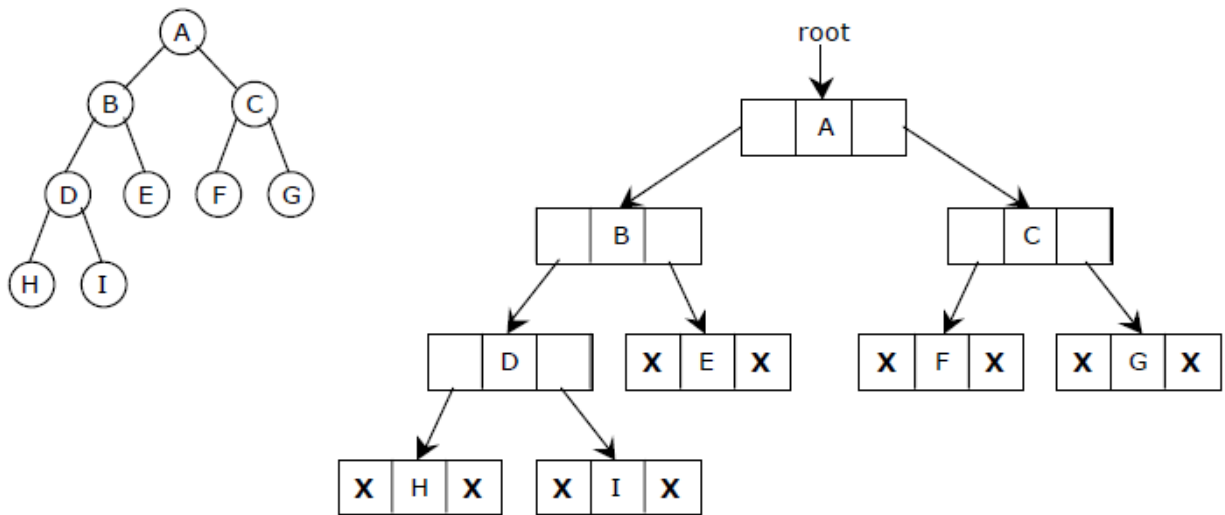 A
B C
D E F G
H I
root
A
B C
D X E X X F X X G X
X H X X I X